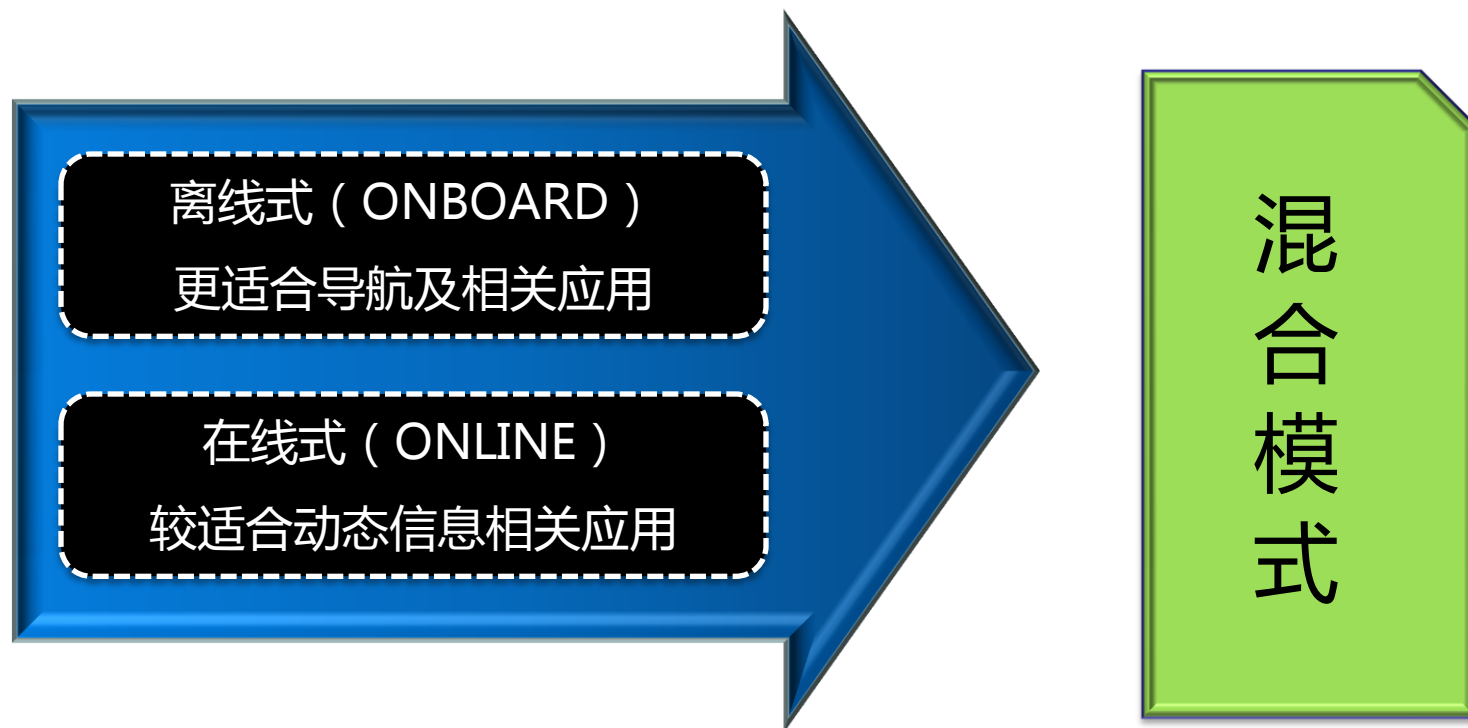 离线式（ONBOARD）
更适合导航及相关应用
在线式（ONLINE）
较适合动态信息相关应用
混
合
模
式